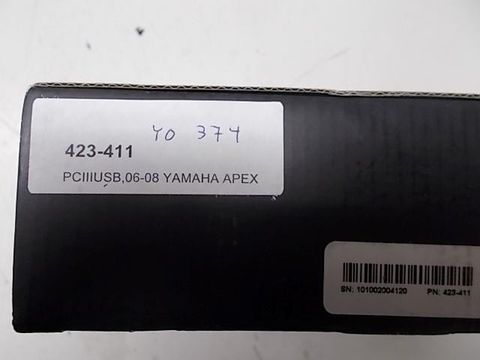 YO 374
423-411
PCIIIUSB,06-08 YAMAHA APEX
SN: 101002004120 PN: 423-411